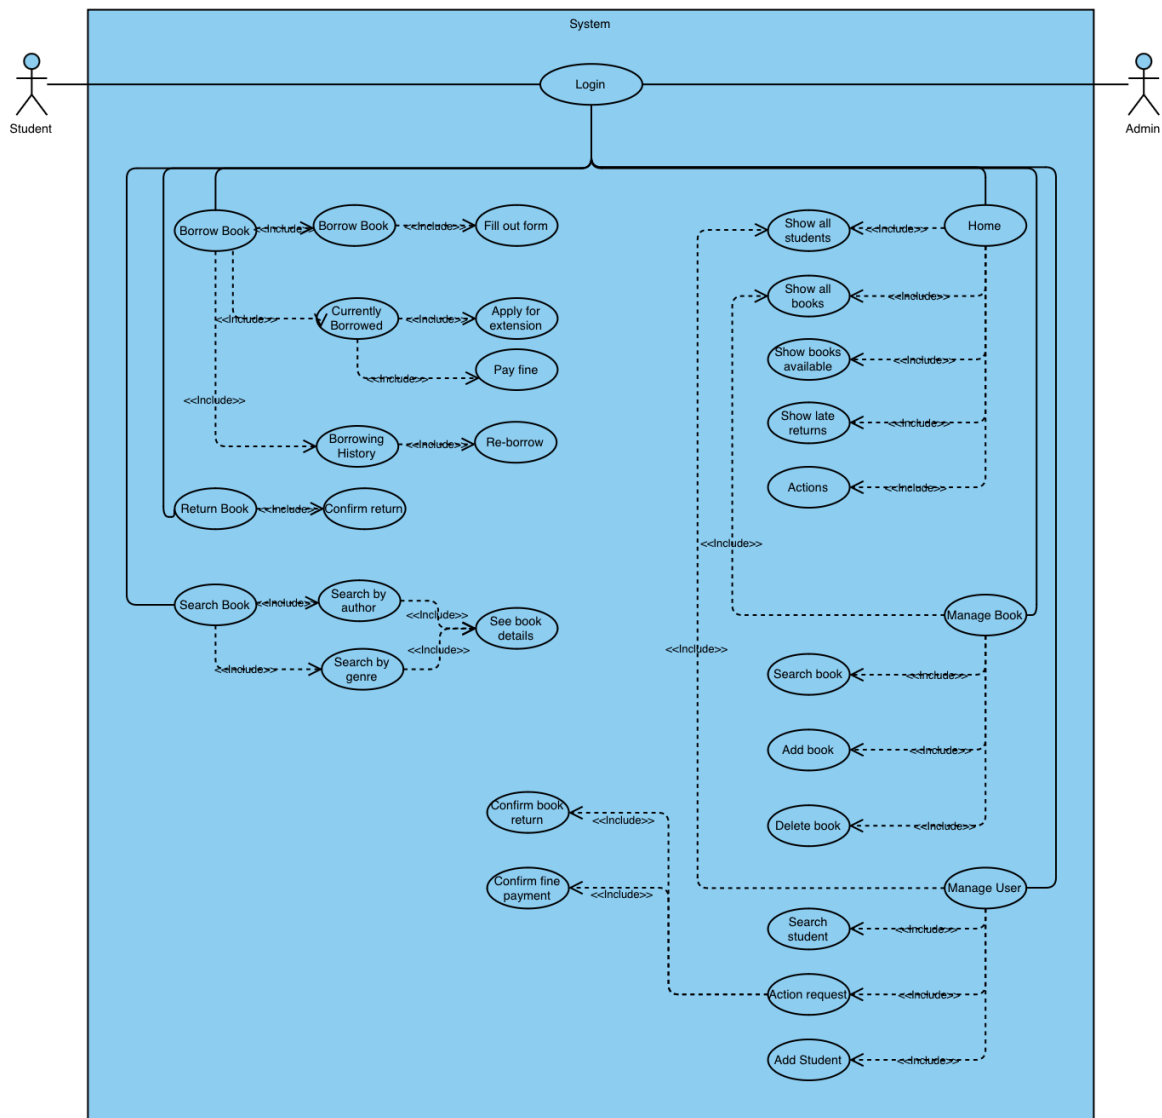 System
Login
Student
Admin
Borrow Book
<<Include>>
Borrow Book
<<Include>>
Fill out form
Show all
students
<<Include>>
Home
Show all
books
<<Include>>
<<Include>>
Currently
Borrowed
<<Include>>
Apply for
extension
Show books
available
<<Include>>
<<Include>>
Pay fine
<<Include>>
Show late
returns
<<Include>>
Borrowing
History
<<Include>>
Re-borrow
Actions
<<Include>>
Return Book
<<Include>>
Confirm return
<<Include>>
Search Book
<<Include>>
Search by
author
<<Include>>
See book
details
Manage Book
<<Include>>
<<Include>>
Search by
genre
<<Include>>
Search book
<<Include>>
Add book
<<Include>>
Confirm book
return
<<Include>>
Delete book
<<Include>>
Confirm fine
payment
<<Include>>
Manage User
Search
student
<<Include>>
Action request
<<Include>>
Add Student
<<Include>>